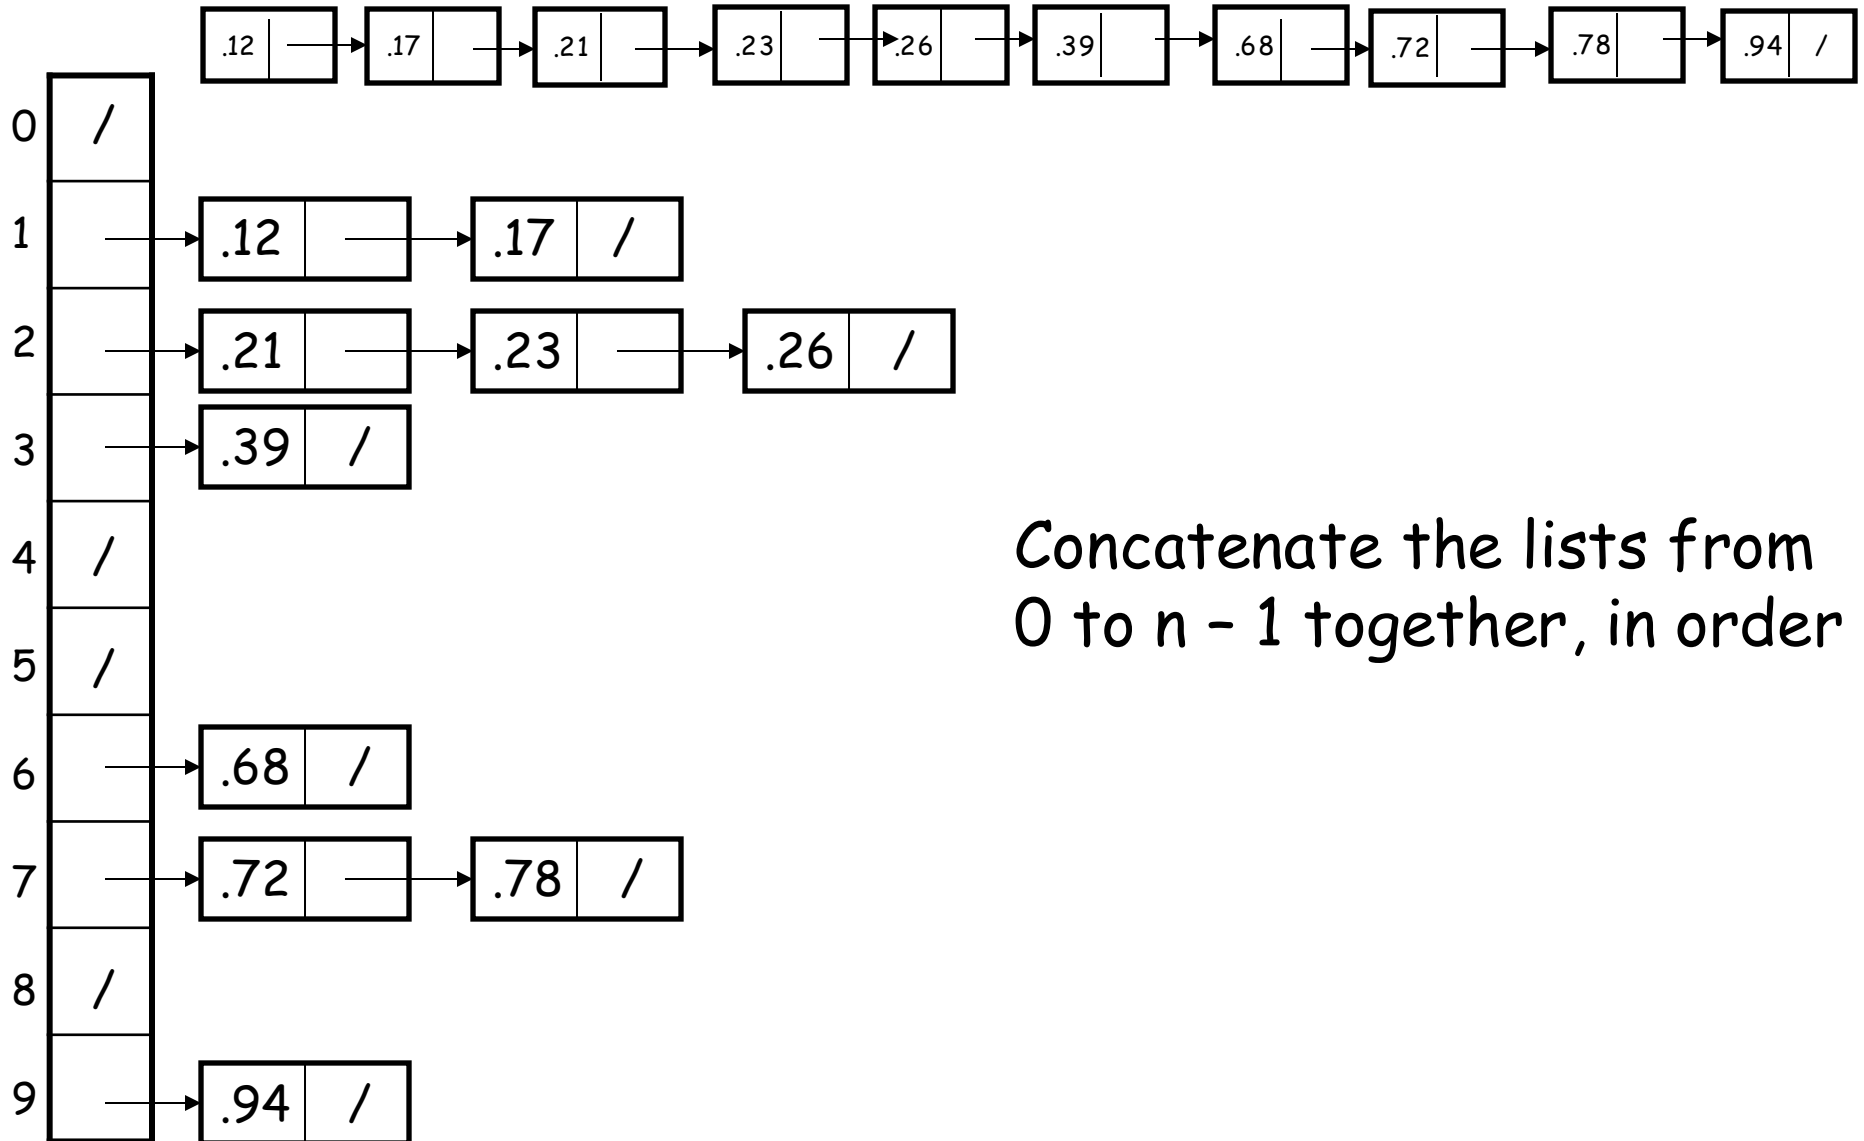 .12 .17 .21 .23 .26 .39 .68 .72 .78 .94 /
0 /
1 .12 .17 /
2 .21 .23 .26 /
3 .39 /
4 /
5 /
6 .68 /
7 .72 .78 /
8 /
9 .94 /
Concatenate the lists from
0 to n – 1 together, in order